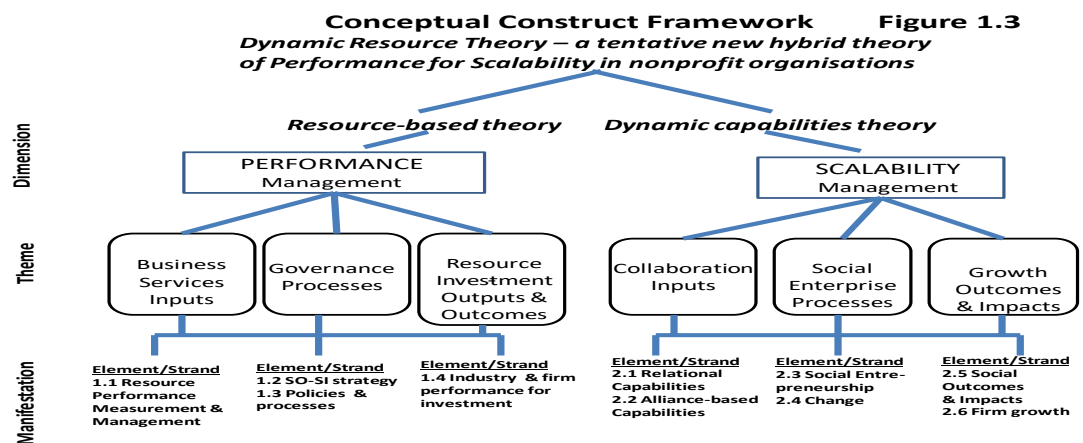 Conceptual Construct Framework Figure 1.3
Dynamic Resource Theory – a tentative new hybrid theory
of Performance for Scalability in nonprofit organisations
Resource-based theory
Dynamic capabilities theory
Dimension
PERFORMANCE
Management
SCALABILITY
Management
Theme
Business
Services
Inputs
Governance
Processes
Resource
Investment
Outputs &
Outcomes
Collaboration
Inputs
Social
Enterprise
Processes
Growth
Outcomes
& Impacts
Manifestation
Element/Strand
1.1 Resource
Performance
Measurement &
Management
Element/Strand
1.2 SO-SI strategy
1.3 Policies &
processes
Element/Strand
1.4 Industry & firm
performance for
investment
Element/Strand
2.1 Relational
Capabilities
2.2 Alliance-based
Capabilities
Element/Strand
2.3 Social Entre-
preneurship
2.4 Change
Element/Strand
2.5 Social
Outcomes
& Impacts
2.6 Firm growth